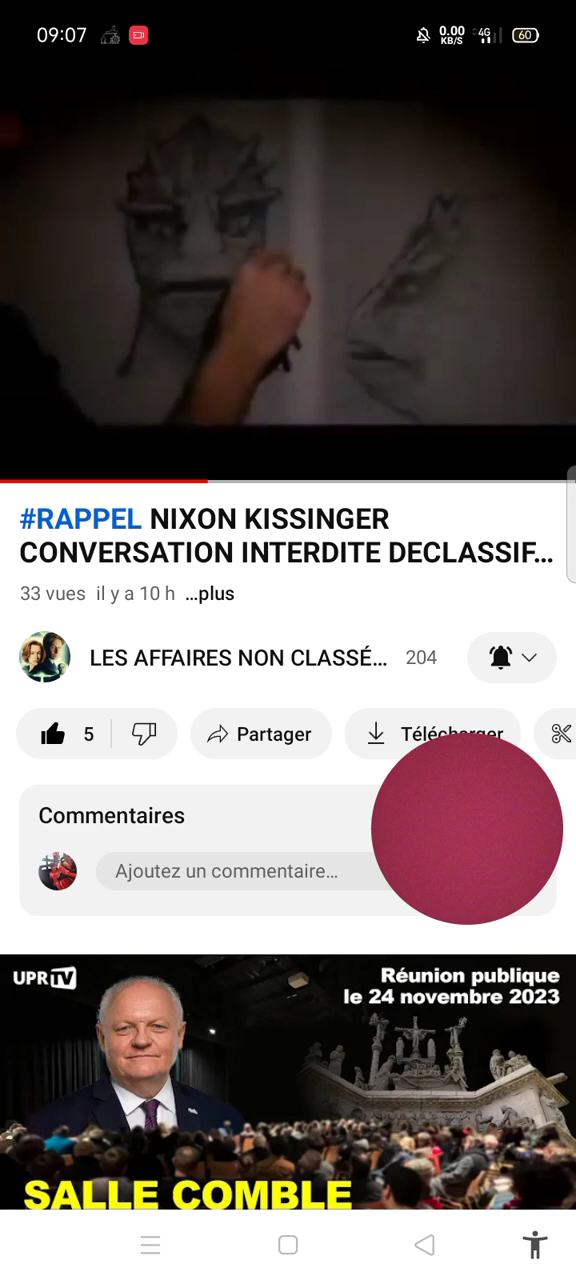 09:07
0.00
KB/S
4G
60
#RAPPEL NIXON KISSINGER
CONVERSATION INTERDITE DECLASSIF...
33 vues il y a 10 h ...plus
LES AFFAIRES NON CLASSÉ... 204
5
Partager
Télécharger
Commentaires
Ajoutez un commentaire...
UPR TV
Réunion publique
le 24 novembre 2023
SALLE COMBLE